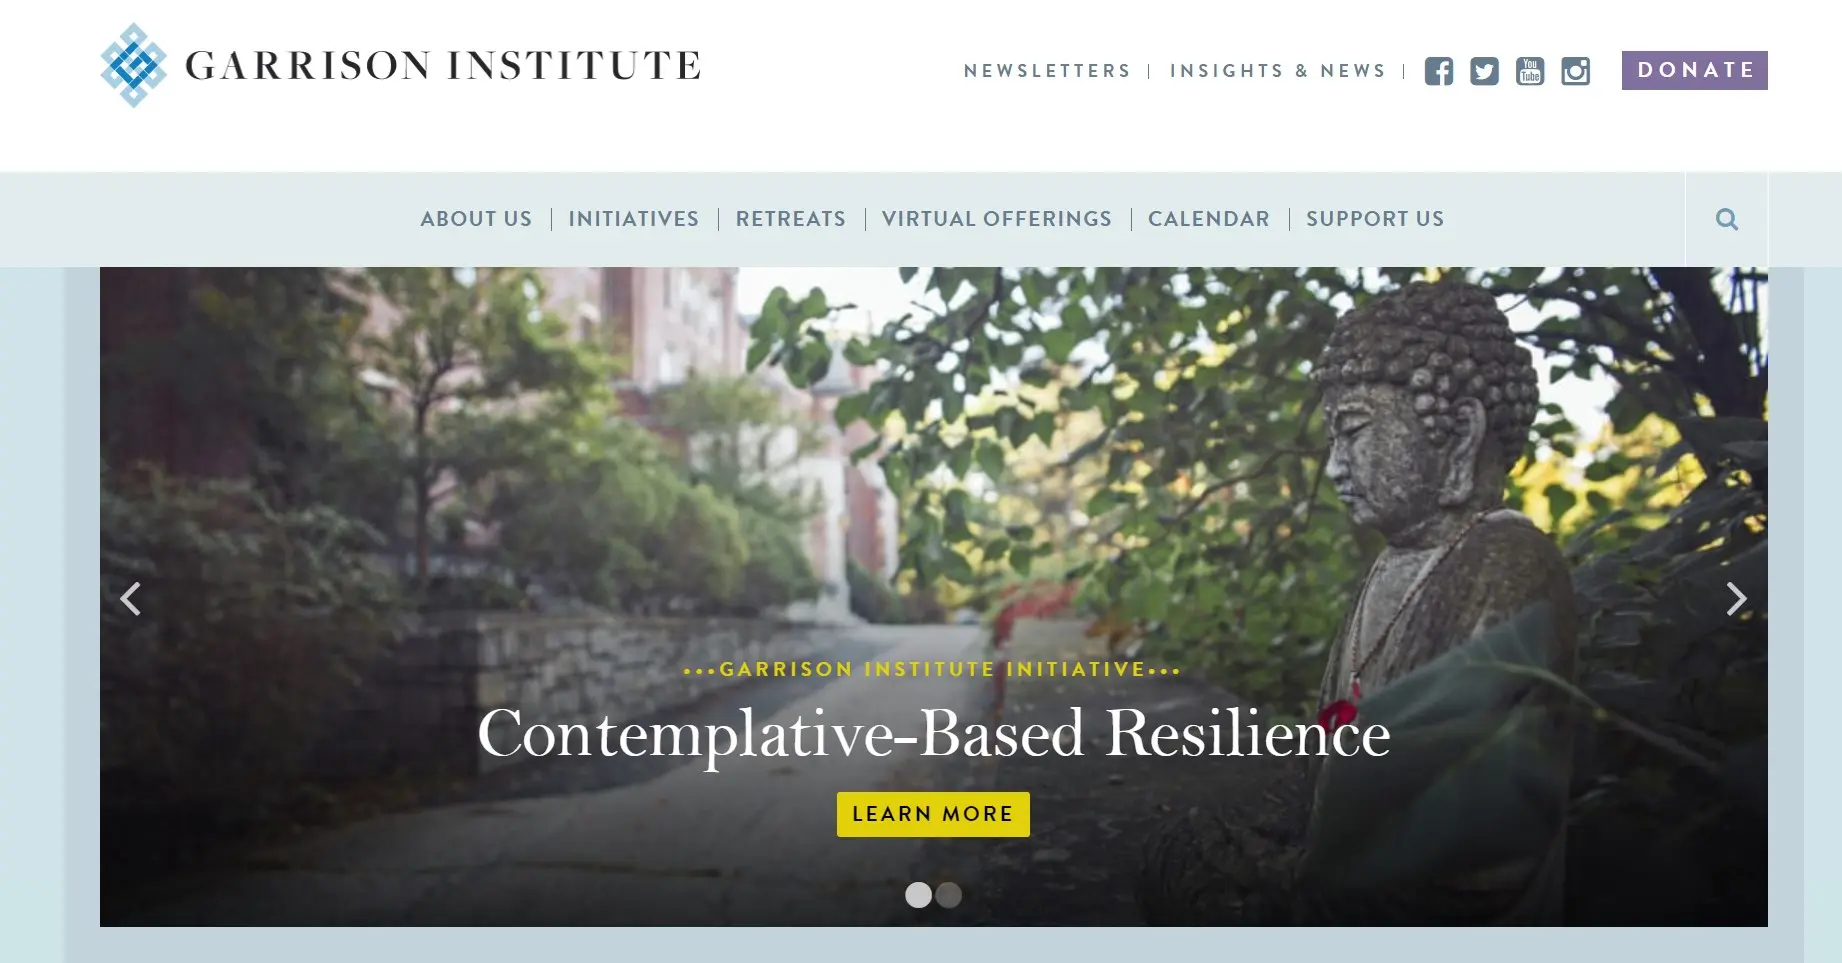 GARRISON INSTITUTE
NEWSLETTERS | INSIGHTS & NEWS |
You Tube
DONATE
ABOUT US | INITIATIVES | RETREATS | VIRTUAL OFFERINGS | CALENDAR | SUPPORT US
•••GARRISON INSTITUTE INITIATIVE•••
Contemplative-Based Resilience
LEARN MORE